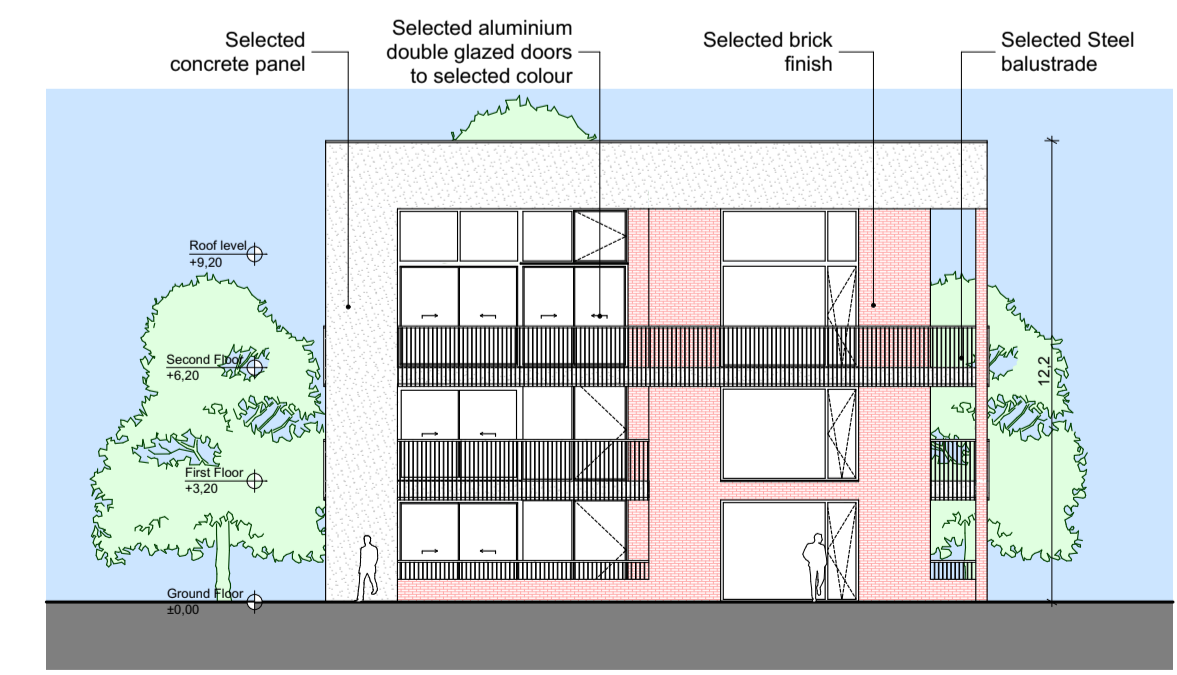 Selected
concrete panel
Selected aluminium
double glazed doors
to selected colour
Selected brick
finish
Selected Steel
balustrade
Roof level
+9,20
Second Floor
+6,20
First Floor
+3,20
Ground Floor
±0,00
12,2